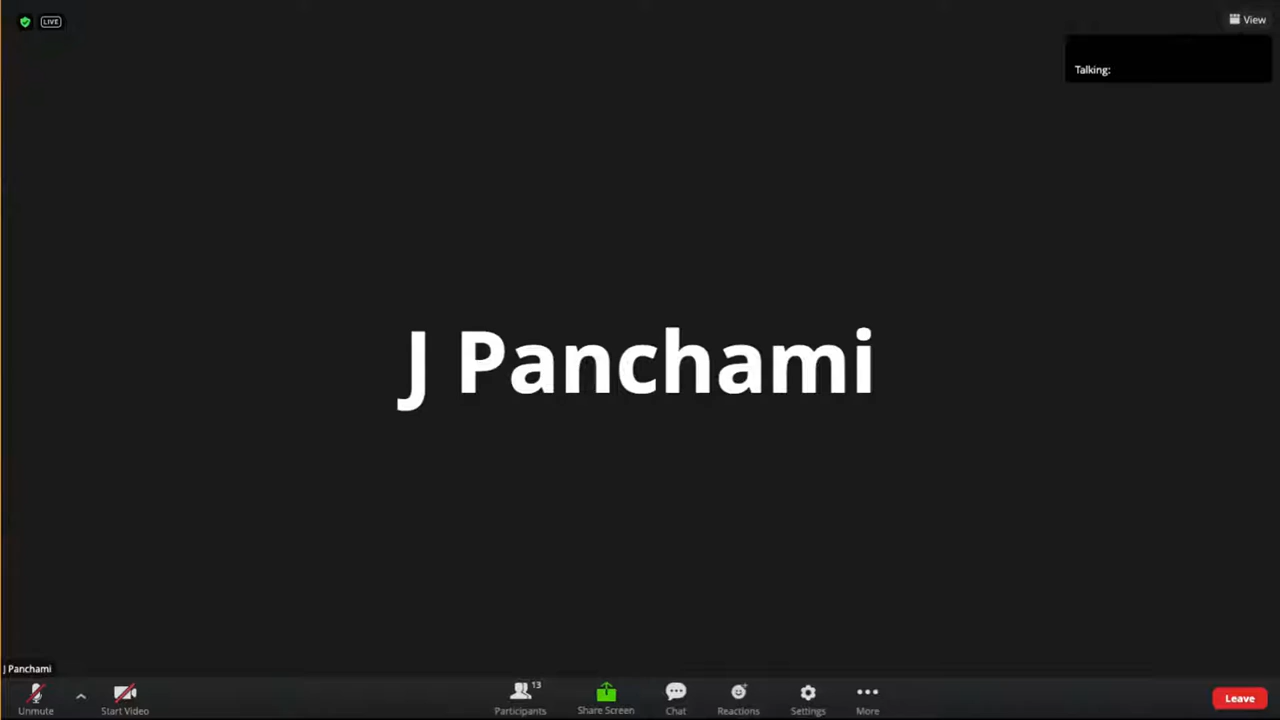 LIVE
View
Talking:
J Panchami
J Panchami
Unmute
Start Video
Participants
13
Share Screen
Chat
Reactions
Settings
More
Leave